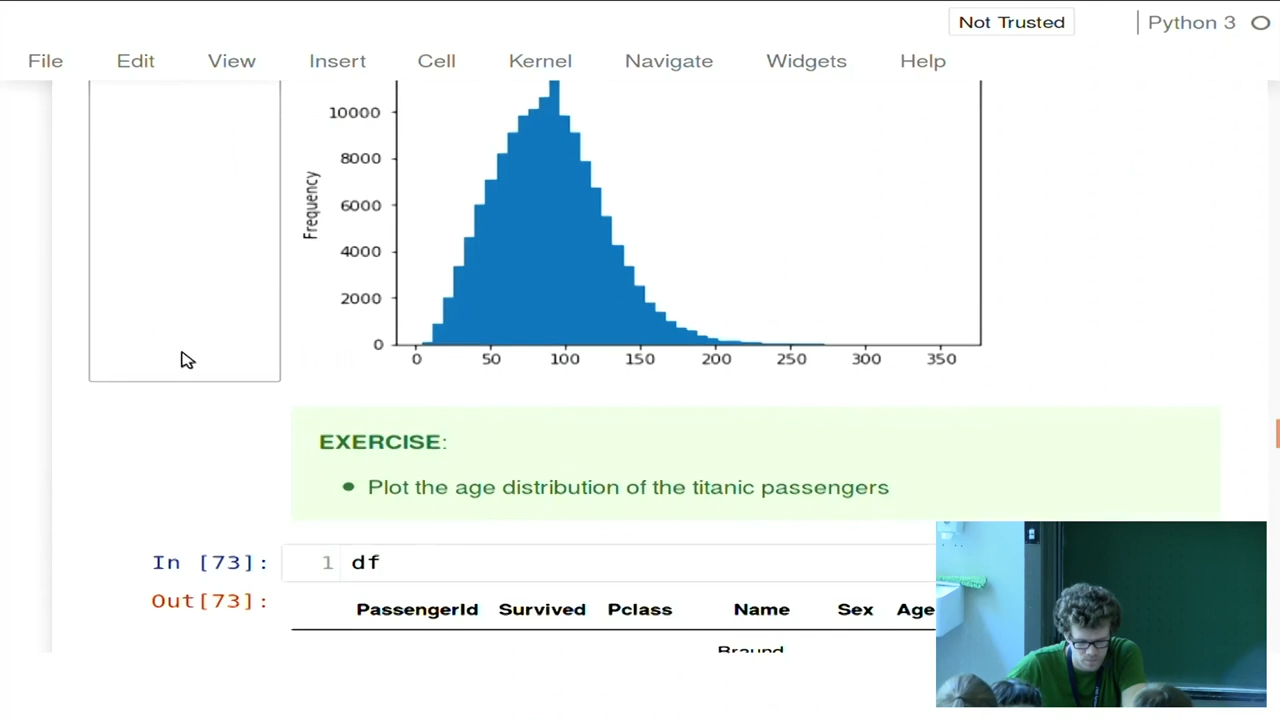 Not Trusted
Python 3
File Edit View Insert Cell Kernel Navigate Widgets Help
10000
8000
6000
4000
2000
0
Frequency
0 50 100 150 200 250 300 350
EXERCISE:
Plot the age distribution of the titanic passengers
In [73]: 1 df
Out[73]:
PassengerId Survived Pclass Name Sex Age
Braund